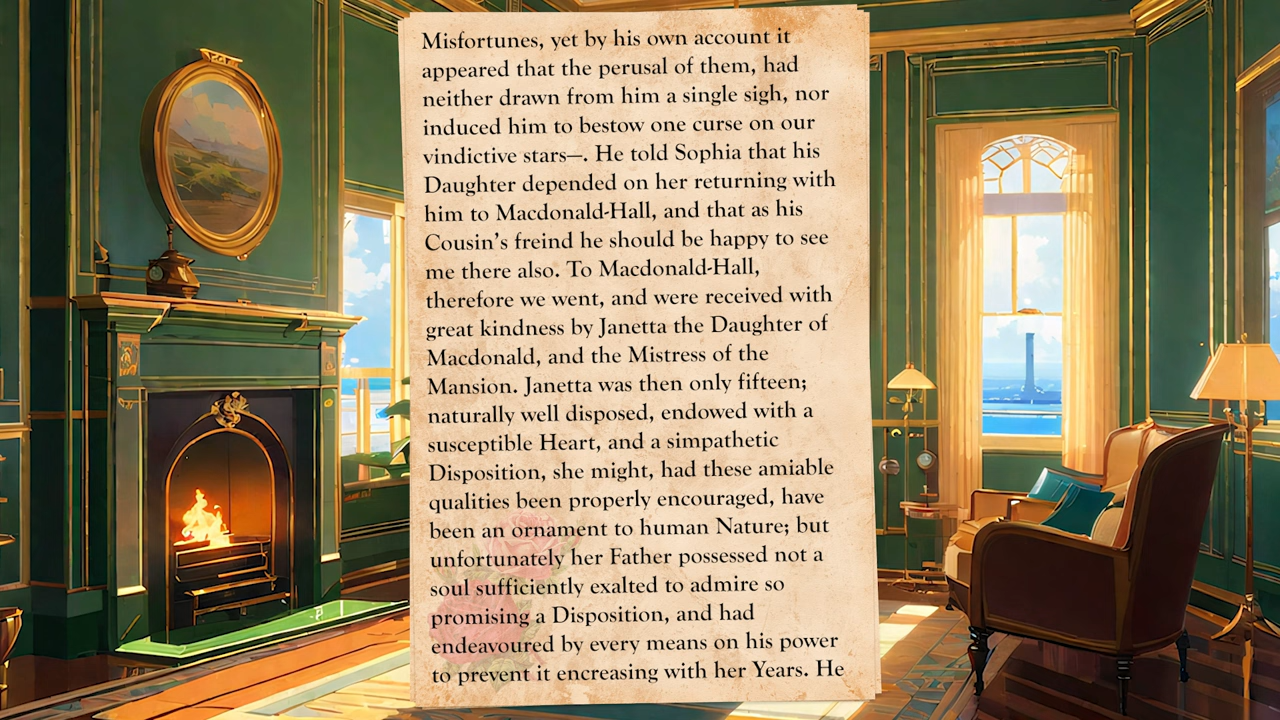 Misfortunes, yet by his own account it
appeared that the perusal of them, had
neither drawn from him a single sigh, nor
induced him to bestow one curse on our
vindictive stars—. He told Sophia that his
Daughter depended on her returning with
him to Macdonald-Hall, and that as his
Cousin's freind he should be happy to see
me there also. To Macdonald-Hall,
therefore we went, and were received with
great kindness by Janetta the Daughter of
Macdonald, and the Mistress of the
Mansion. Janetta was then only fifteen;
naturally well disposed, endowed with a
susceptible Heart, and a simpathetic
Disposition, she might, had these amiable
qualities been properly encouraged, have
been an ornament to human Nature; but
unfortunately her Father possessed not a
soul sufficiently exalted to admire so
promising a Disposition, and had
endeavoured by every means on his power
to prevent it encreasing with her Years. He